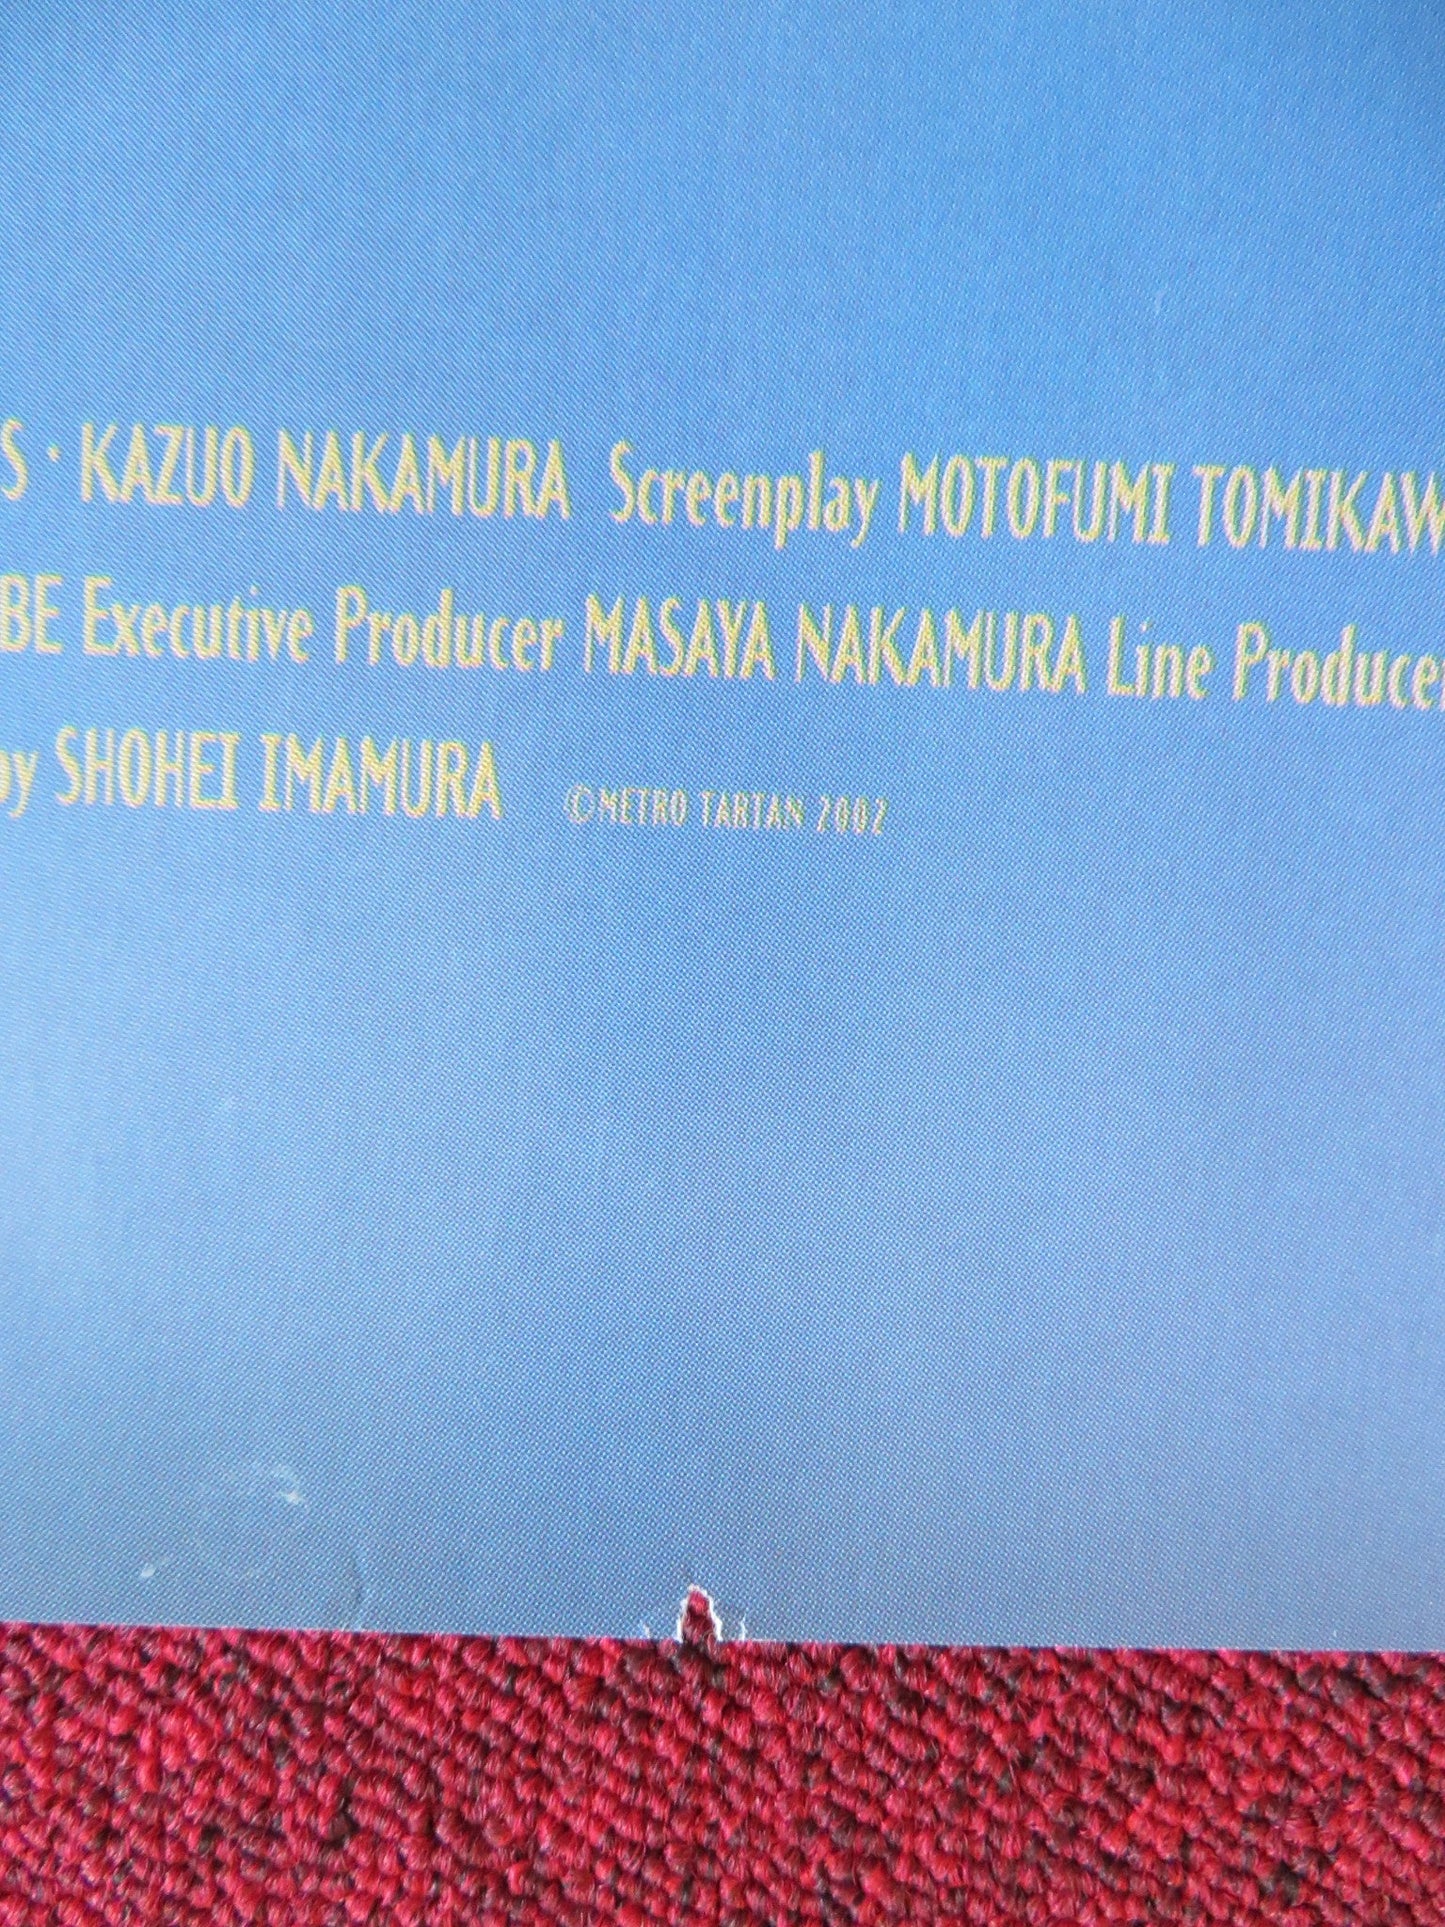 S · KAZUO NAKAMURA Screenplay MOTOFUMI TOMIKAW
BE Executive Producer MASAYA NAKAMURA Line Producer
by SHOHEI IMAMURA ©METRO TARTAN 2002